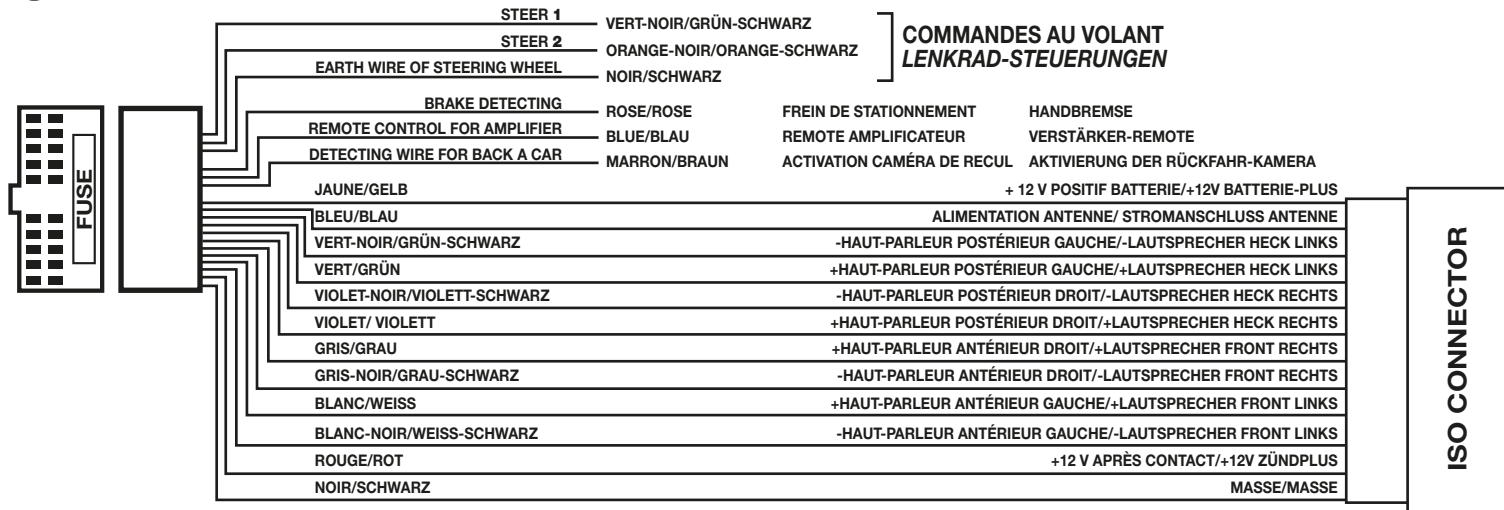 STEER 1 VERT-NOIR/GRÜN-SCHWARZ
STEER 2 ORANGE-NOIR/ORANGE-SCHWARZ
EARTH WIRE OF STEERING WHEEL NOIR/SCHWARZ
COMMANDES AU VOLANT
LENKRAD-STEUERUNGEN
BRAKE DETECTING ROSE/ROSE FREIN DE STATIONNEMENT HANDBREMSE
REMOTE CONTROL FOR AMPLIFIER BLUE/BLAU REMOTE AMPLIFICATEUR VERSTÄRKER-REMOTE
DETECTING WIRE FOR BACK A CAR MARRON/BRAUN ACTIVATION CAMÉRA DE RECUL AKTIVIERUNG DER RÜCKFAHR-KAMERA
FUSE
JAUNE/GELB + 12 V POSITIF BATTERIE/+12V BATTERIE-PLUS
BLEU/BLAU ALIMENTATION ANTENNE/ STROMANSCHLUSS ANTENNE
VERT-NOIR/GRÜN-SCHWARZ -HAUT-PARLEUR POSTÉRIEUR GAUCHE/-LAUTSPRECHER HECK LINKS
VERT/GRÜN +HAUT-PARLEUR POSTÉRIEUR GAUCHE/+LAUTSPRECHER HECK LINKS
VIOLET-NOIR/VIOLETT-SCHWARZ -HAUT-PARLEUR POSTÉRIEUR DROIT/-LAUTSPRECHER HECK RECHTS
VIOLET/ VIOLETT +HAUT-PARLEUR POSTÉRIEUR DROIT/+LAUTSPRECHER HECK RECHTS
GRIS/GRAU +HAUT-PARLEUR ANTÉRIEUR DROIT/+LAUTSPRECHER FRONT RECHTS
GRIS-NOIR/GRAU-SCHWARZ -HAUT-PARLEUR ANTÉRIEUR DROIT/-LAUTSPRECHER FRONT RECHTS
BLANC/WEISS +HAUT-PARLEUR ANTÉRIEUR GAUCHE/+LAUTSPRECHER FRONT LINKS
BLANC-NOIR/WEISS-SCHWARZ -HAUT-PARLEUR ANTÉRIEUR GAUCHE/-LAUTSPRECHER FRONT LINKS
ROUGE/ROT +12 V APRÈS CONTACT/+12V ZÜNDPLUS
NOIR/SCHWARZ MASSE/MASSE
ISO CONNECTOR